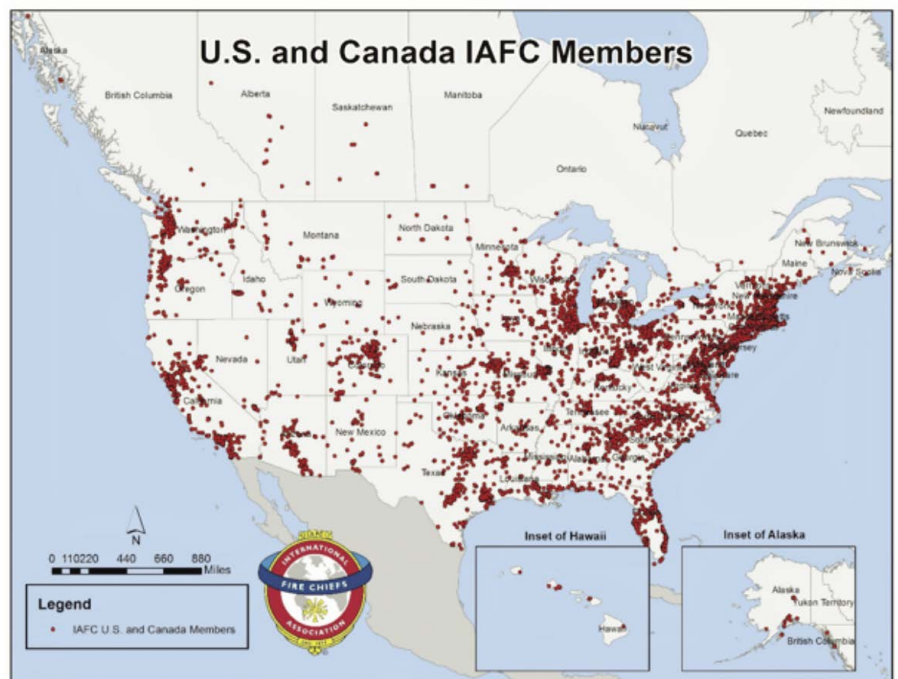 U.S. and Canada IAFC Members
Alaska
British Columbia
Alberta
Saskatchewan
Manitoba
Nunavut
Newfoundland
Quebec
Ontario
Washington
Montana
North Dakota
Minnesota
New Brunswick
Maine
Nova Scotia
Oregon
Idaho
South Dakota
Wyoming
Nebraska
Nevada
Utah
Kansas
West Virginia
Kentucky
California
New Mexico
Tennessee
Arkansas
Mississippi
Georgia
Texas
Louisiana
N
0 110220 440 660 880
Miles
Legend
IAFC U.S. and Canada Members
INTERNATIONAL
FIRE CHIEFS
ASSOCIATION
Inset of Hawaii
Hawaii
Inset of Alaska
Alaska
Yukon Territory
British Columbia